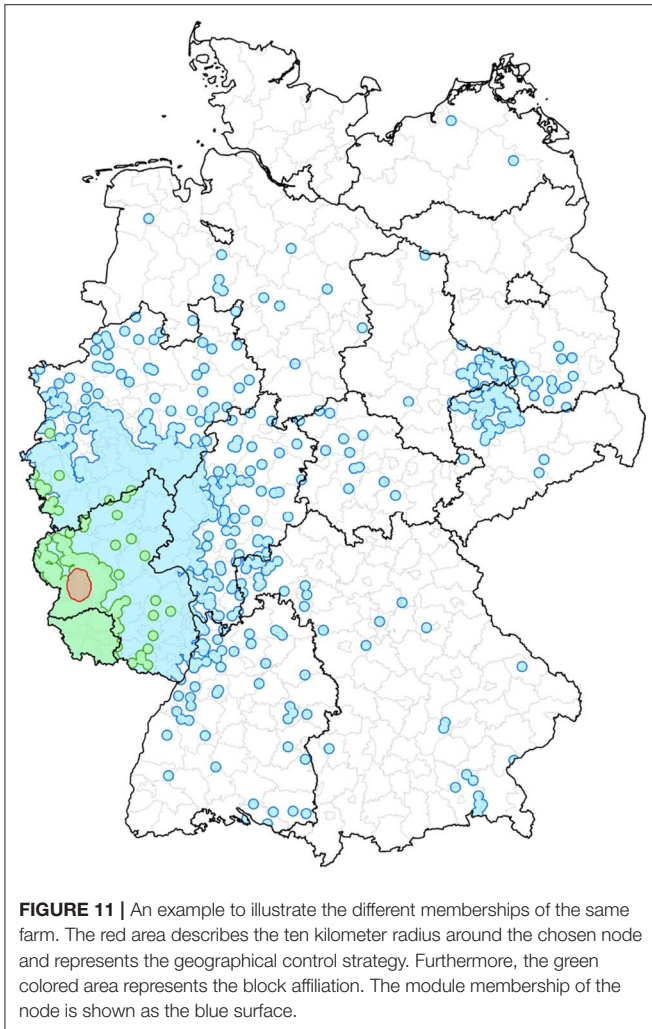 FIGURE 11 | An example to illustrate the different memberships of the same
farm. The red area describes the ten kilometer radius around the chosen node
and represents the geographical control strategy. Furthermore, the green
colored area represents the block affiliation. The module membership of the
node is shown as the blue surface.